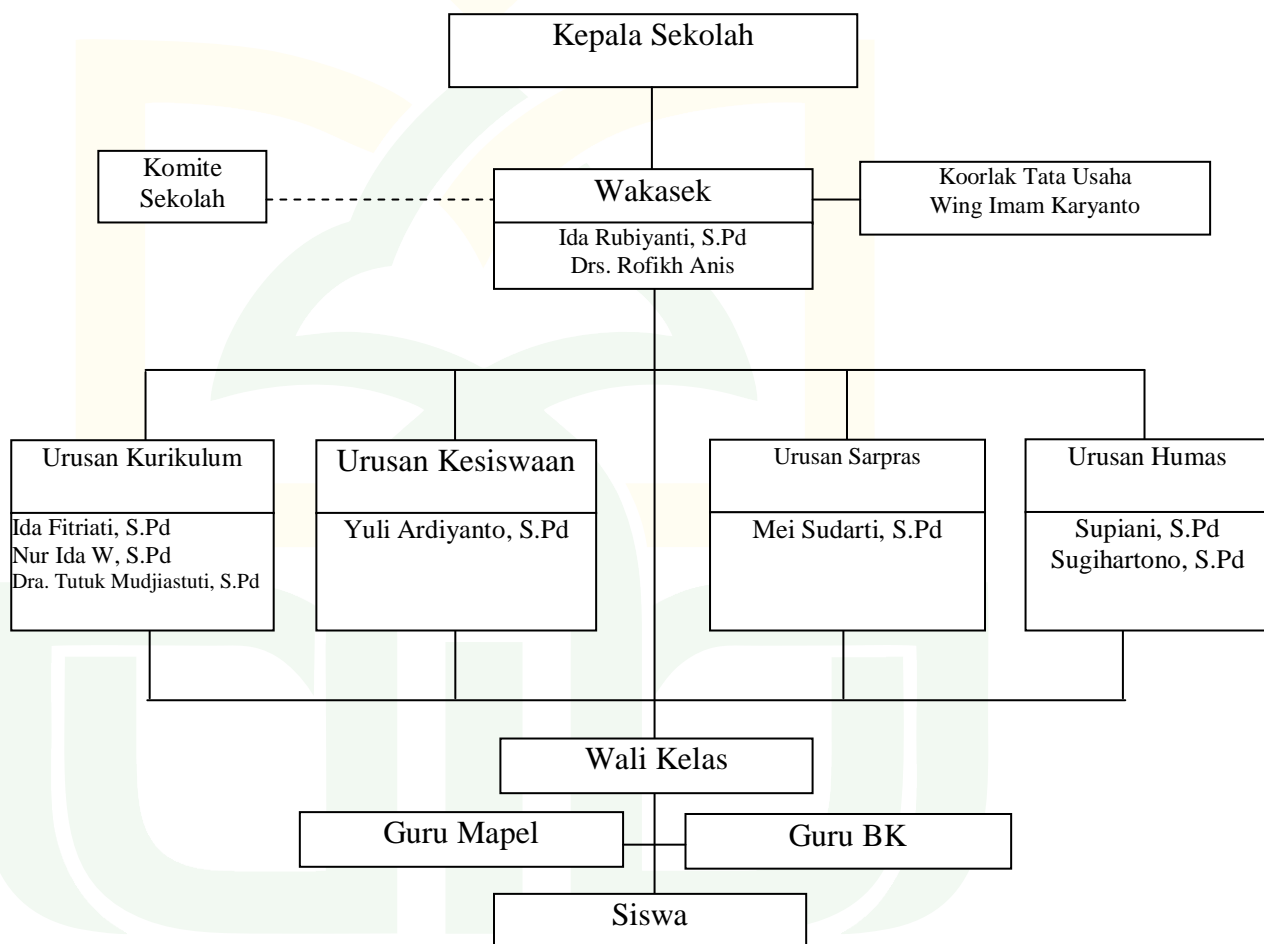 Kepala Sekolah
Komite
Sekolah
Wakasek
Ida Rubiyanti, S.Pd
Drs. Rofikh Anis
Koorlak Tata Usaha
Wing Imam Karyanto
Urusan Kurikulum
Ida Fitriati, S.Pd
Nur Ida W, S.Pd
Dra. Tutuk Mudjiastuti, S.Pd
Urusan Kesiswaan
Yuli Ardiyanto, S.Pd
Urusan Sarpras
Mei Sudarti, S.Pd
Urusan Humas
Supiani, S.Pd
Sugihartono, S.Pd
Wali Kelas
Guru Mapel
Guru BK
Siswa